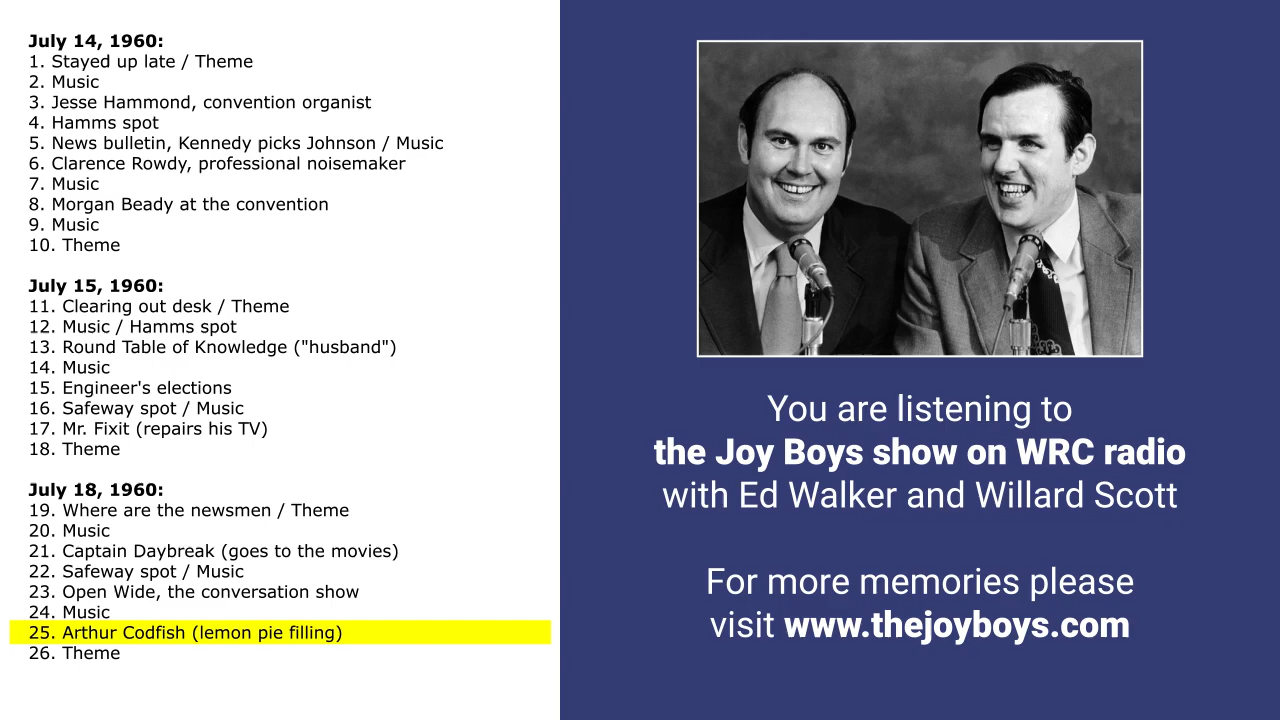 July 14, 1960:
1. Stayed up late / Theme
2. Music
3. Jesse Hammond, convention organist
4. Hamms spot
5. News bulletin, Kennedy picks Johnson / Music
6. Clarence Rowdy, professional noisemaker
7. Music
8. Morgan Beady at the convention
9. Music
10. Theme
July 15, 1960:
11. Clearing out desk / Theme
12. Music / Hamms spot
13. Round Table of Knowledge ("husband")
14. Music
15. Engineer's elections
16. Safeway spot / Music
17. Mr. Fixit (repairs his TV)
18. Theme
July 18, 1960:
19. Where are the newsmen / Theme
20. Music
21. Captain Daybreak (goes to the movies)
22. Safeway spot / Music
23. Open Wide, the conversation show
24. Music
25. Arthur Codfish (lemon pie filling)
26. Theme
You are listening to
the Joy Boys show on WRC radio
with Ed Walker and Willard Scott
For more memories please
visit www.thejoyboys.com